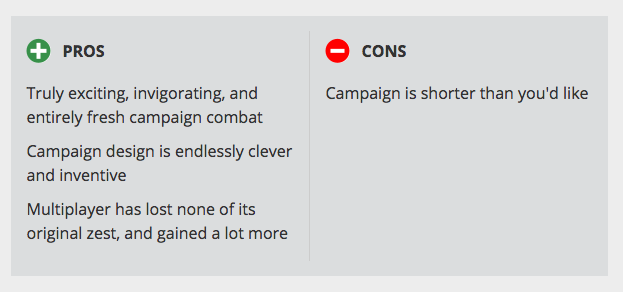 PROS
Truly exciting, invigorating, and
entirely fresh campaign combat
Campaign design is endlessly clever
and inventive
Multiplayer has lost none of its
original zest, and gained a lot more
CONS
Campaign is shorter than you'd like